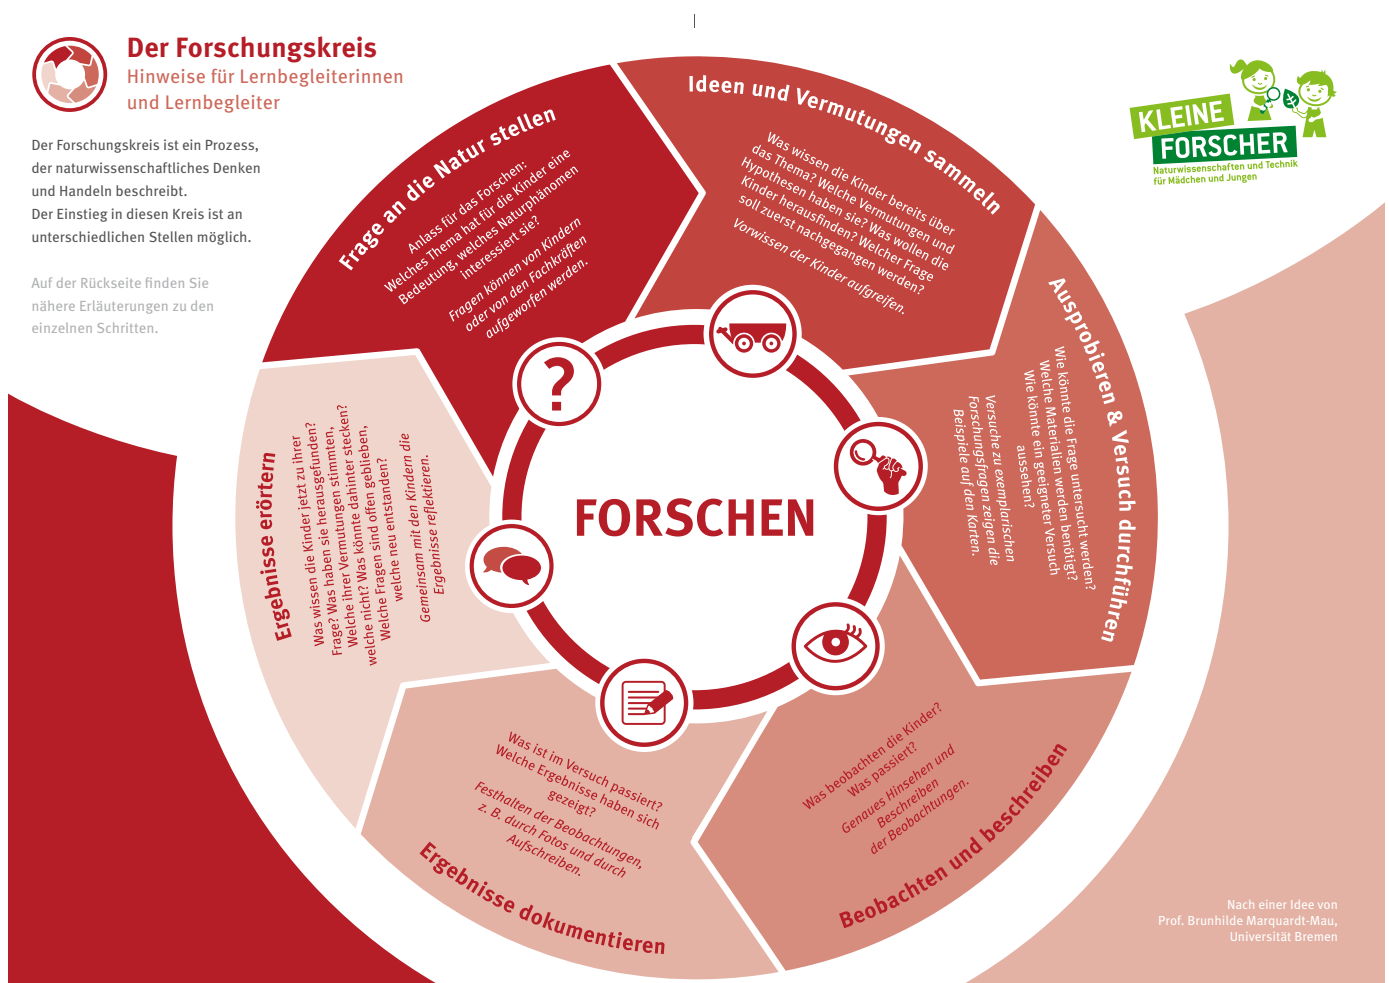 Der Forschungskreis
Hinweise für Lernbegleiterinnen
und Lernbegleiter
Der Forschungskreis ist ein Prozess,
der naturwissenschaftliches Denken
und Handeln beschreibt.
Der Einstieg in diesen Kreis ist an
unterschiedlichen Stellen möglich.
Auf der Rückseite finden Sie
nähere Erläuterungen zu den
einzelnen Schritten.
KLEINE
FORSCHER
Naturwissenschaften und Technik
für Mädchen und Jungen
Frage an die Natur stellen
Anlass für das Forschen:
Welches Thema hat für die Kinder eine
Bedeutung, welches Naturphänomen
interessiert sie?
Fragen können von Kindern
oder von den Fachkräften
aufgeworfen werden.
Ideen und Vermutungen sammeln
Was wissen die Kinder bereits über
das Thema? Welche Vermutungen und
Hypothesen haben sie? Was wollen die
Kinder herausfinden? Welcher Frage
soll zuerst nachgegangen werden?
Vorwissen der Kinder aufgreifen.
Ausprobieren & Versuch durchführen
Wie könnte die Frage untersucht werden?
Welche Materialien werden benötigt?
Wie könnte ein geeigneter Versuch
aussehen?
Versuche zu exemplarischen
Forschungsfragen zeigen die
Beispiele auf den Karten.
Beobachten und beschreiben
Was beobachten die Kinder?
Was passiert?
Genaues Hinsehen und
Beschreiben
der Beobachtungen.
Ergebnisse dokumentieren
Was ist im Versuch passiert?
Welche Ergebnisse haben sich
gezeigt?
Festhalten der Beobachtungen,
z. B. durch Fotos und durch
Aufschreiben.
Ergebnisse erörtern
Was wissen die Kinder jetzt zu ihrer
Frage? Was haben sie herausgefunden?
Welche ihrer Vermutungen stimmten,
welche nicht? Was könnte dahinter stecken?
Welche Fragen sind offen geblieben,
welche neu entstanden?
Gemeinsam mit den Kindern die
Ergebnisse reflektieren.
?
FORSCHEN
Nach einer Idee von
Prof. Brunhilde Marquardt-Mau,
Universität Bremen